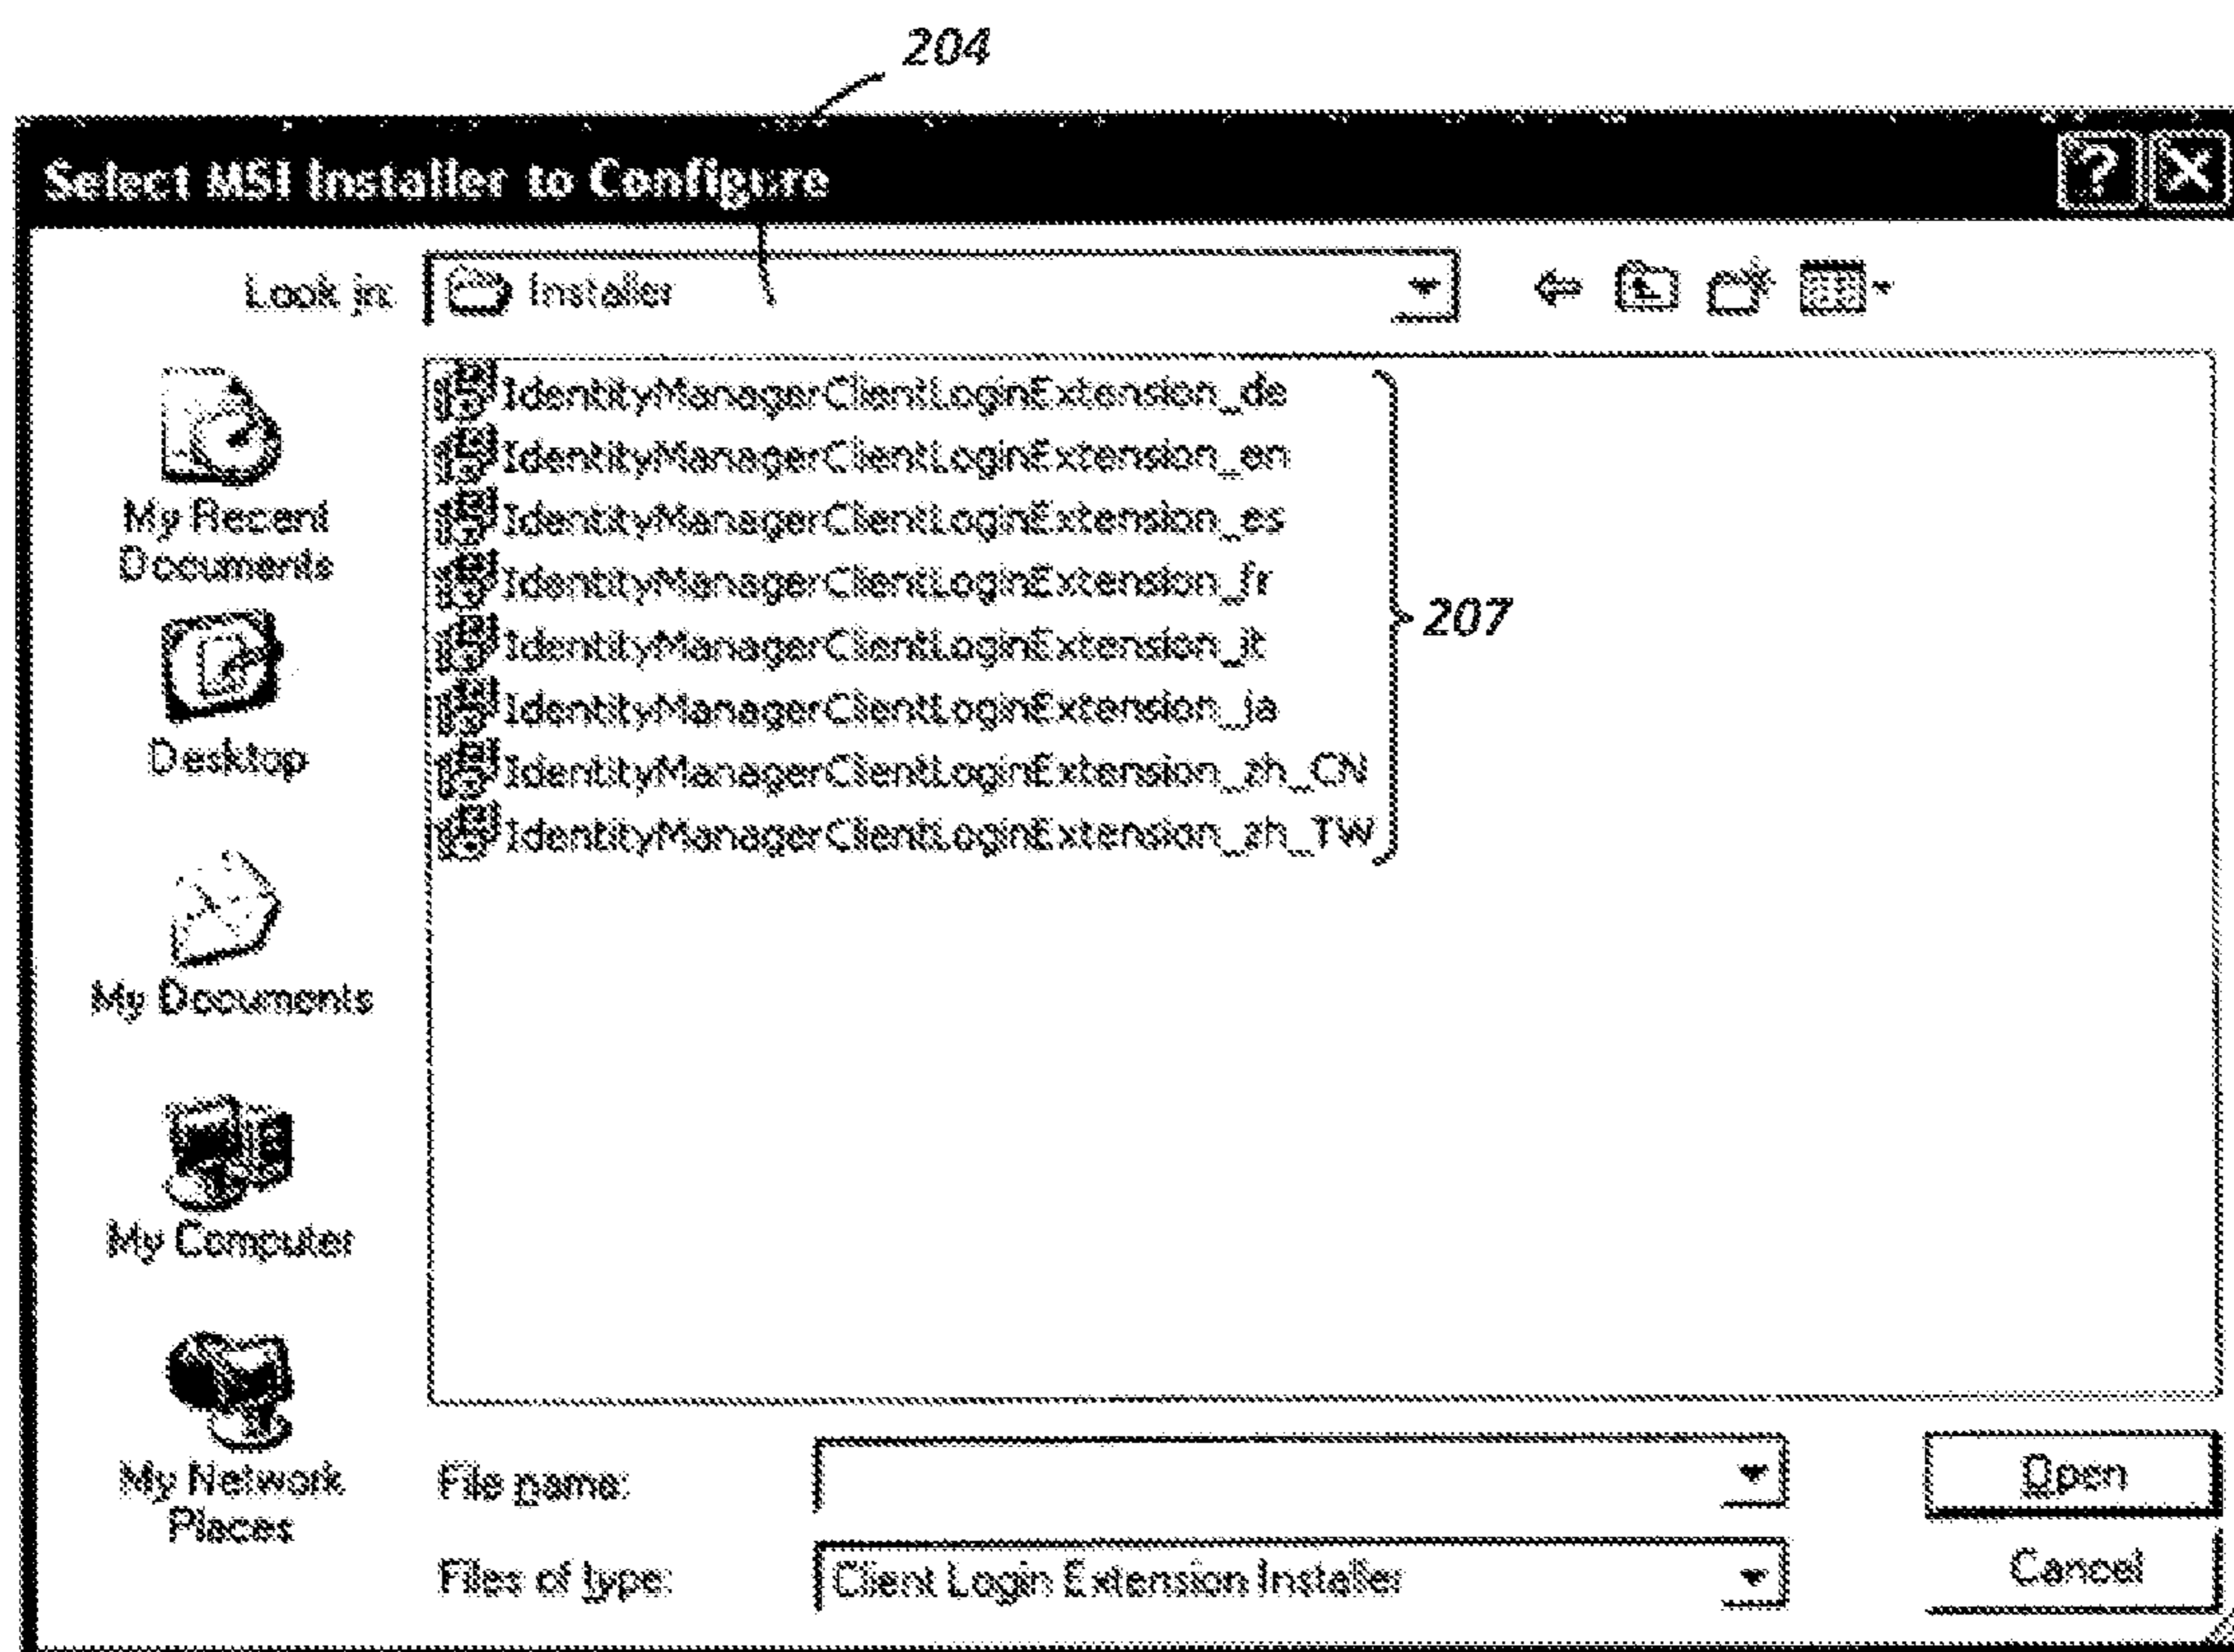 204
Select MSI Installer to Configure
Look in: Installer
IdentityManagerClientLoginExtension_de
IdentityManagerClientLoginExtension_en
IdentityManagerClientLoginExtension_es
IdentityManagerClientLoginExtension_fr
IdentityManagerClientLoginExtension_it
IdentityManagerClientLoginExtension_ja
IdentityManagerClientLoginExtension_zh_CN
IdentityManagerClientLoginExtension_zh_TW
207
My Recent
Documents
Desktop
My Documents
My Computer
My Network
Places
File name:
Open
Files of type: Client Login Extension Installer
Cancel